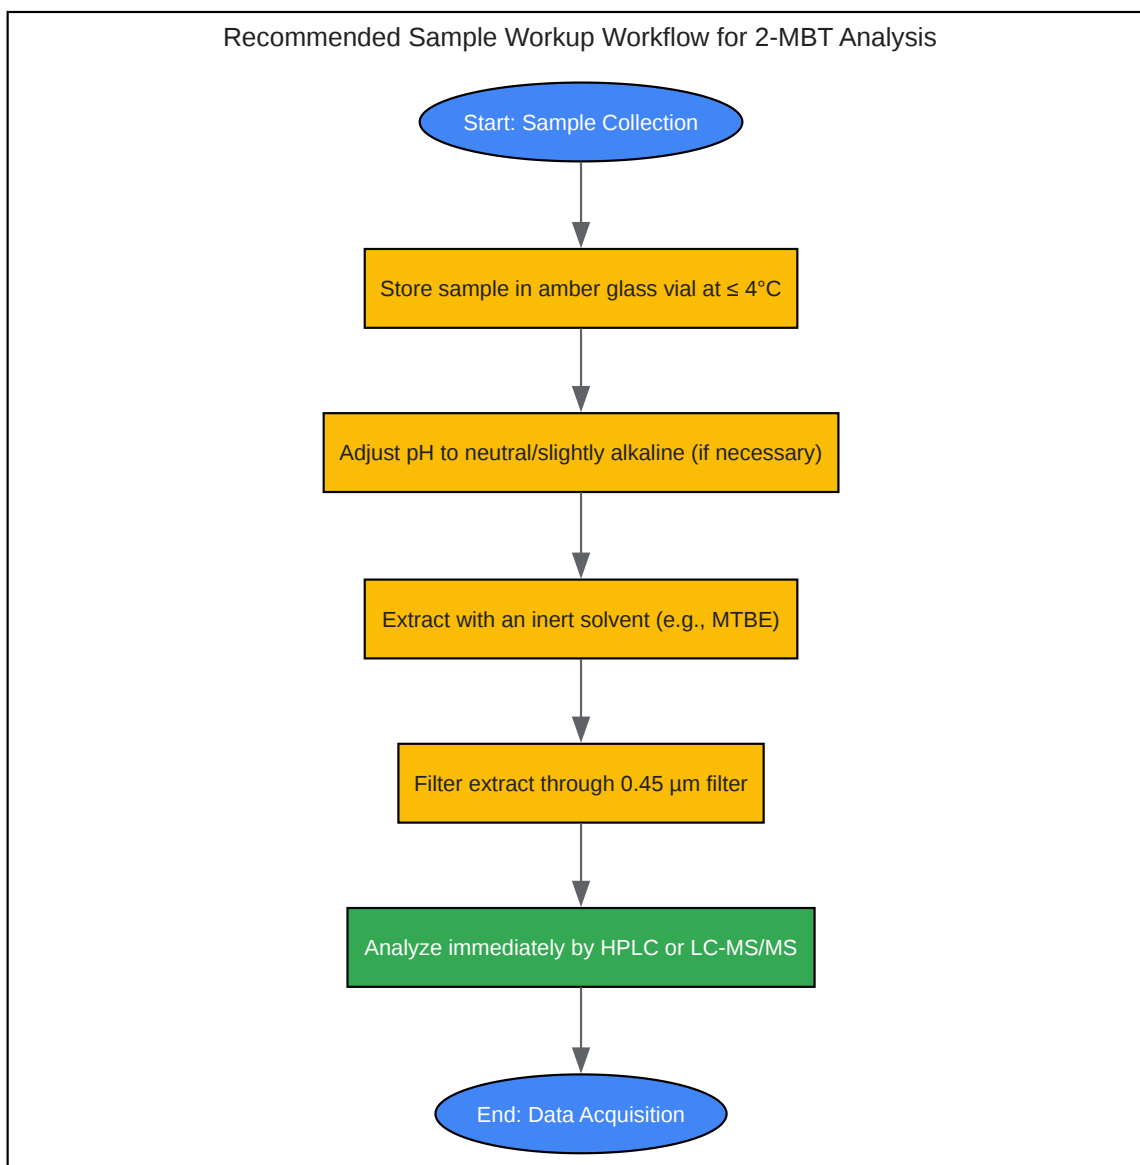 Recommended Sample Workup Workflow for 2-MBT Analysis
Start: Sample Collection
Store sample in amber glass vial at ≤ 4°C
Adjust pH to neutral/slightly alkaline (if necessary)
Extract with an inert solvent (e.g., MTBE)
Filter extract through 0.45 µm filter
Analyze immediately by HPLC or LC-MS/MS
End: Data Acquisition